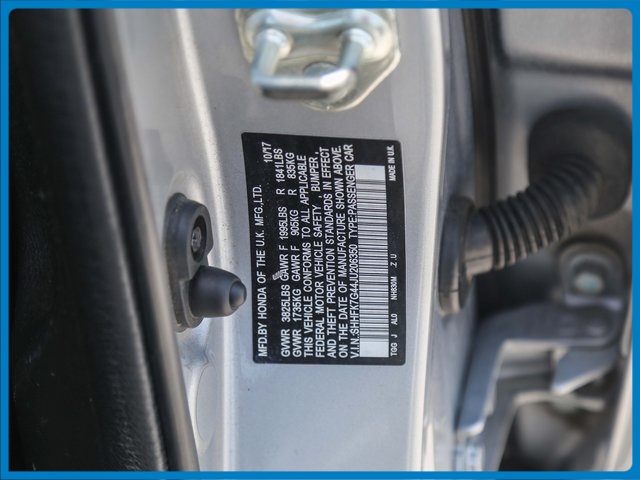 MFD.BY HONDA OF THE U.K. MFG.,LTD. 10/17
GVWR 3825LBS GAWR F 1995LBS R 1841LBS
GVWR 1735KG GAWR F 905KG R 835KG
THIS VEHICLE CONFORMS TO ALL APPLICABLE
FEDERAL MOTOR VEHICLE SAFETY , BUMPER ,
AND THEFT PREVENTION STANDARDS IN EFFECT
ON THE DATE OF MANUFACTURE SHOWN ABOVE.
V.I.N.:SHHFK7G44JU206350 TYPE:PASSENGER CAR
TGG J AL0 NH830M Z U MADE IN U.K.